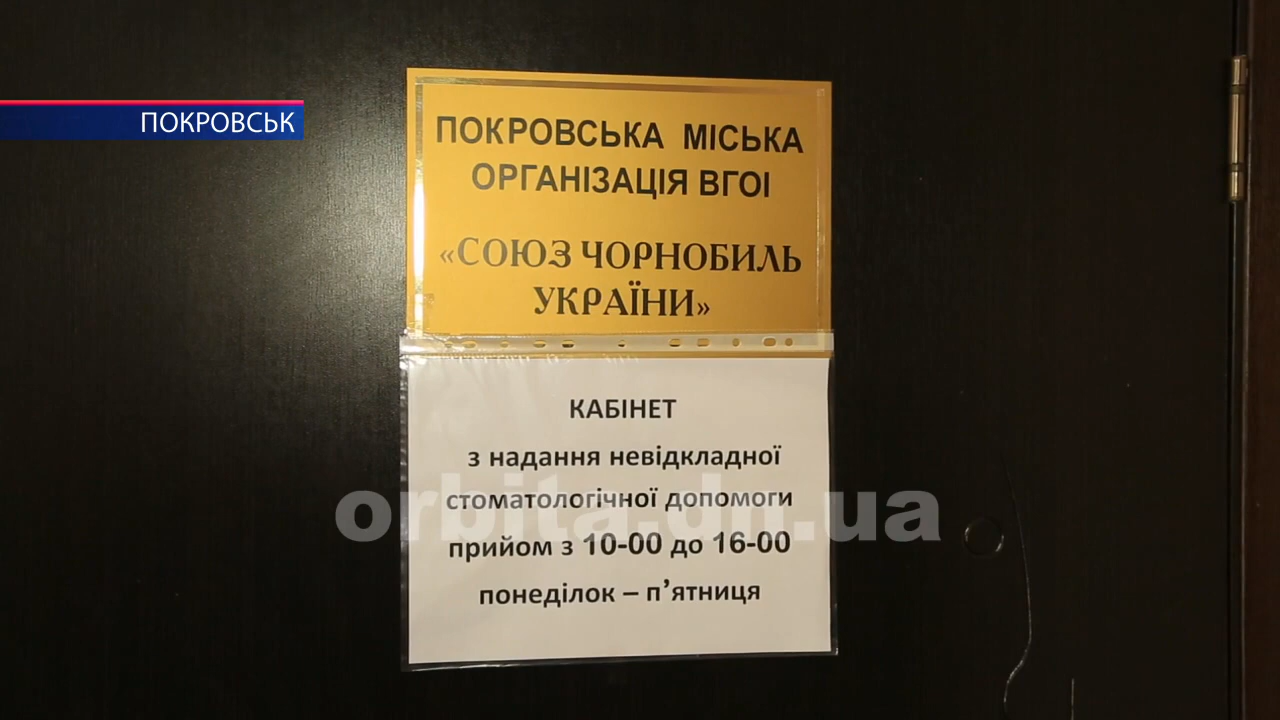 ПОКРОВСЬК
ПОКРОВСЬКА МІСЬКА
ОРГАНІЗАЦІЯ ВГОІ
«СОЮЗ ЧОРНОБИЛЬ
УКРАЇНИ»
КАБІНЕТ
з надання невідкладної
стоматологічної допомоги
orbita.dn.ua
прийом з 10-00 до 16-00
понеділок – п’ятниця